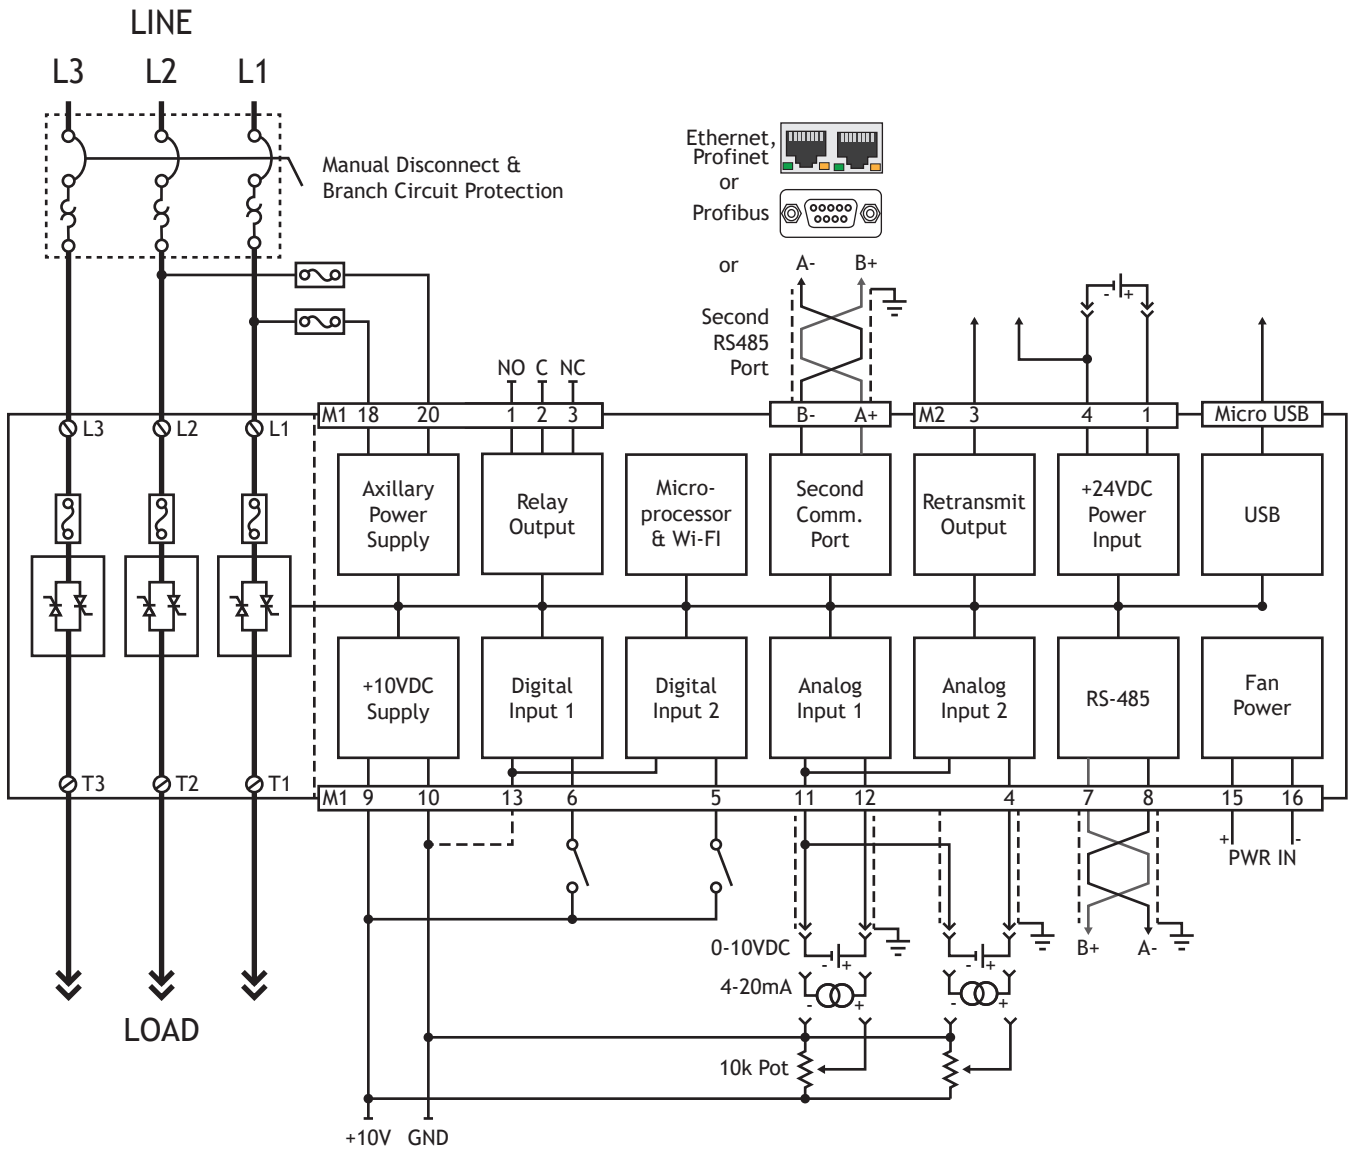 LINE
L3 L2 L1
Manual Disconnect &
Branch Circuit Protection
Ethernet,
Profinet
or
Profibus
or
A- B+
Second
RS485
Port
- +
NO C NC
M1 18 20 1 2 3
B- A+
M2 3 4 1
Micro USB
L3 L2 L1
Axillary
Power
Supply
Relay
Output
Micro-
processor
& Wi-FI
Second
Comm.
Port
Retransmit
Output
+24VDC
Power
Input
USB
+10VDC
Supply
Digital
Input 1
Digital
Input 2
Analog
Input 1
Analog
Input 2
RS-485
Fan
Power
T3 T2 T1
M1 9 10 13 6 5 11 12 4 7 8 15 16
+ -
PWR IN
0-10VDC
- +
- +
B+ A-
4-20mA
- +
- +
LOAD
10k Pot
+10V GND